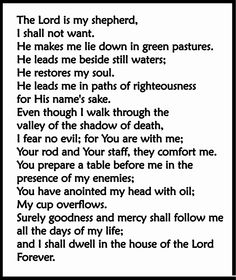 The Lord is my shepherd,
I shall not want.
He makes me lie down in green pastures.
He leads me beside still waters;
He restores my soul.
He leads me in paths of righteousness
for His name's sake.
Even though I walk through the
valley of the shadow of death,
I fear no evil; for You are with me;
Your rod and Your staff, they comfort me.
You prepare a table before me in the
presence of my enemies;
You have anointed my head with oil;
My cup overflows.
Surely goodness and mercy shall follow me
all the days of my life;
and I shall dwell in the house of the Lord
Forever.